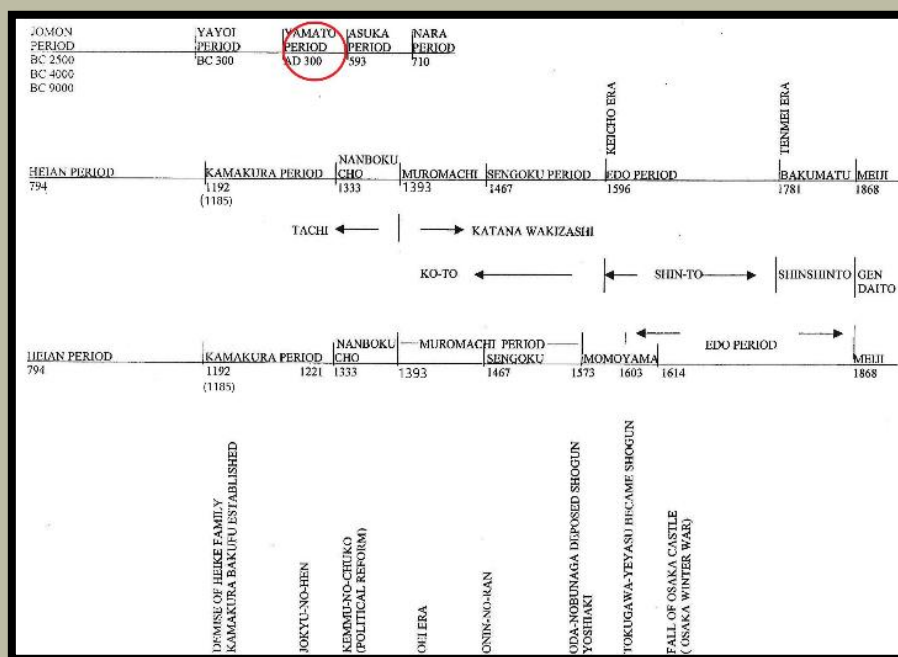 JOMON YAYOI YAMATO ASUKA NARA
PERIOD PERIOD PERIOD PERIOD PERIOD
BC 2500 BC 300 AD 300 593 710
BC 4000
BC 9000
KEICHO ERA
TENMEI ERA
NANBOKU
HEIAN PERIOD KAMAKURA PERIOD CHO MUROMACHI SENGOKU PERIOD EDO PERIOD BAKUMATU MEIJI
794 1192 1333 1393 1467 1596 1781 1868
(1185)
TACHI KATANA WAKIZASHI
KO-TO SHIN-TO SHINSHINTO GEN
DAITO
NANBOKU MUROMACHI PERIOD EDO PERIOD
HEIAN PERIOD KAMAKURA PERIOD CHO SENGOKU MOMOYAMA MEIJI
794 1192 1221 1333 1393 1467 1573 1603 1614 1868
(1185)
DEMISE OF HEIKE FAMILY
KAMAKURA BAKUFU ESTABLISHED
JOKYU-NO-HEN
KEMMU-NO-CHUKO
(POLITICAL REFORM)
OEI ERA
ONIN-NO-RAN
ODA-NOBUNAGA DEPOSED SHOGUN
YOSHIAKI
TOKUGAWA-YEYASU BECAME SHOGUN
FALL OF OSAKA CASTLE
( OSAKA WINTER WAR)